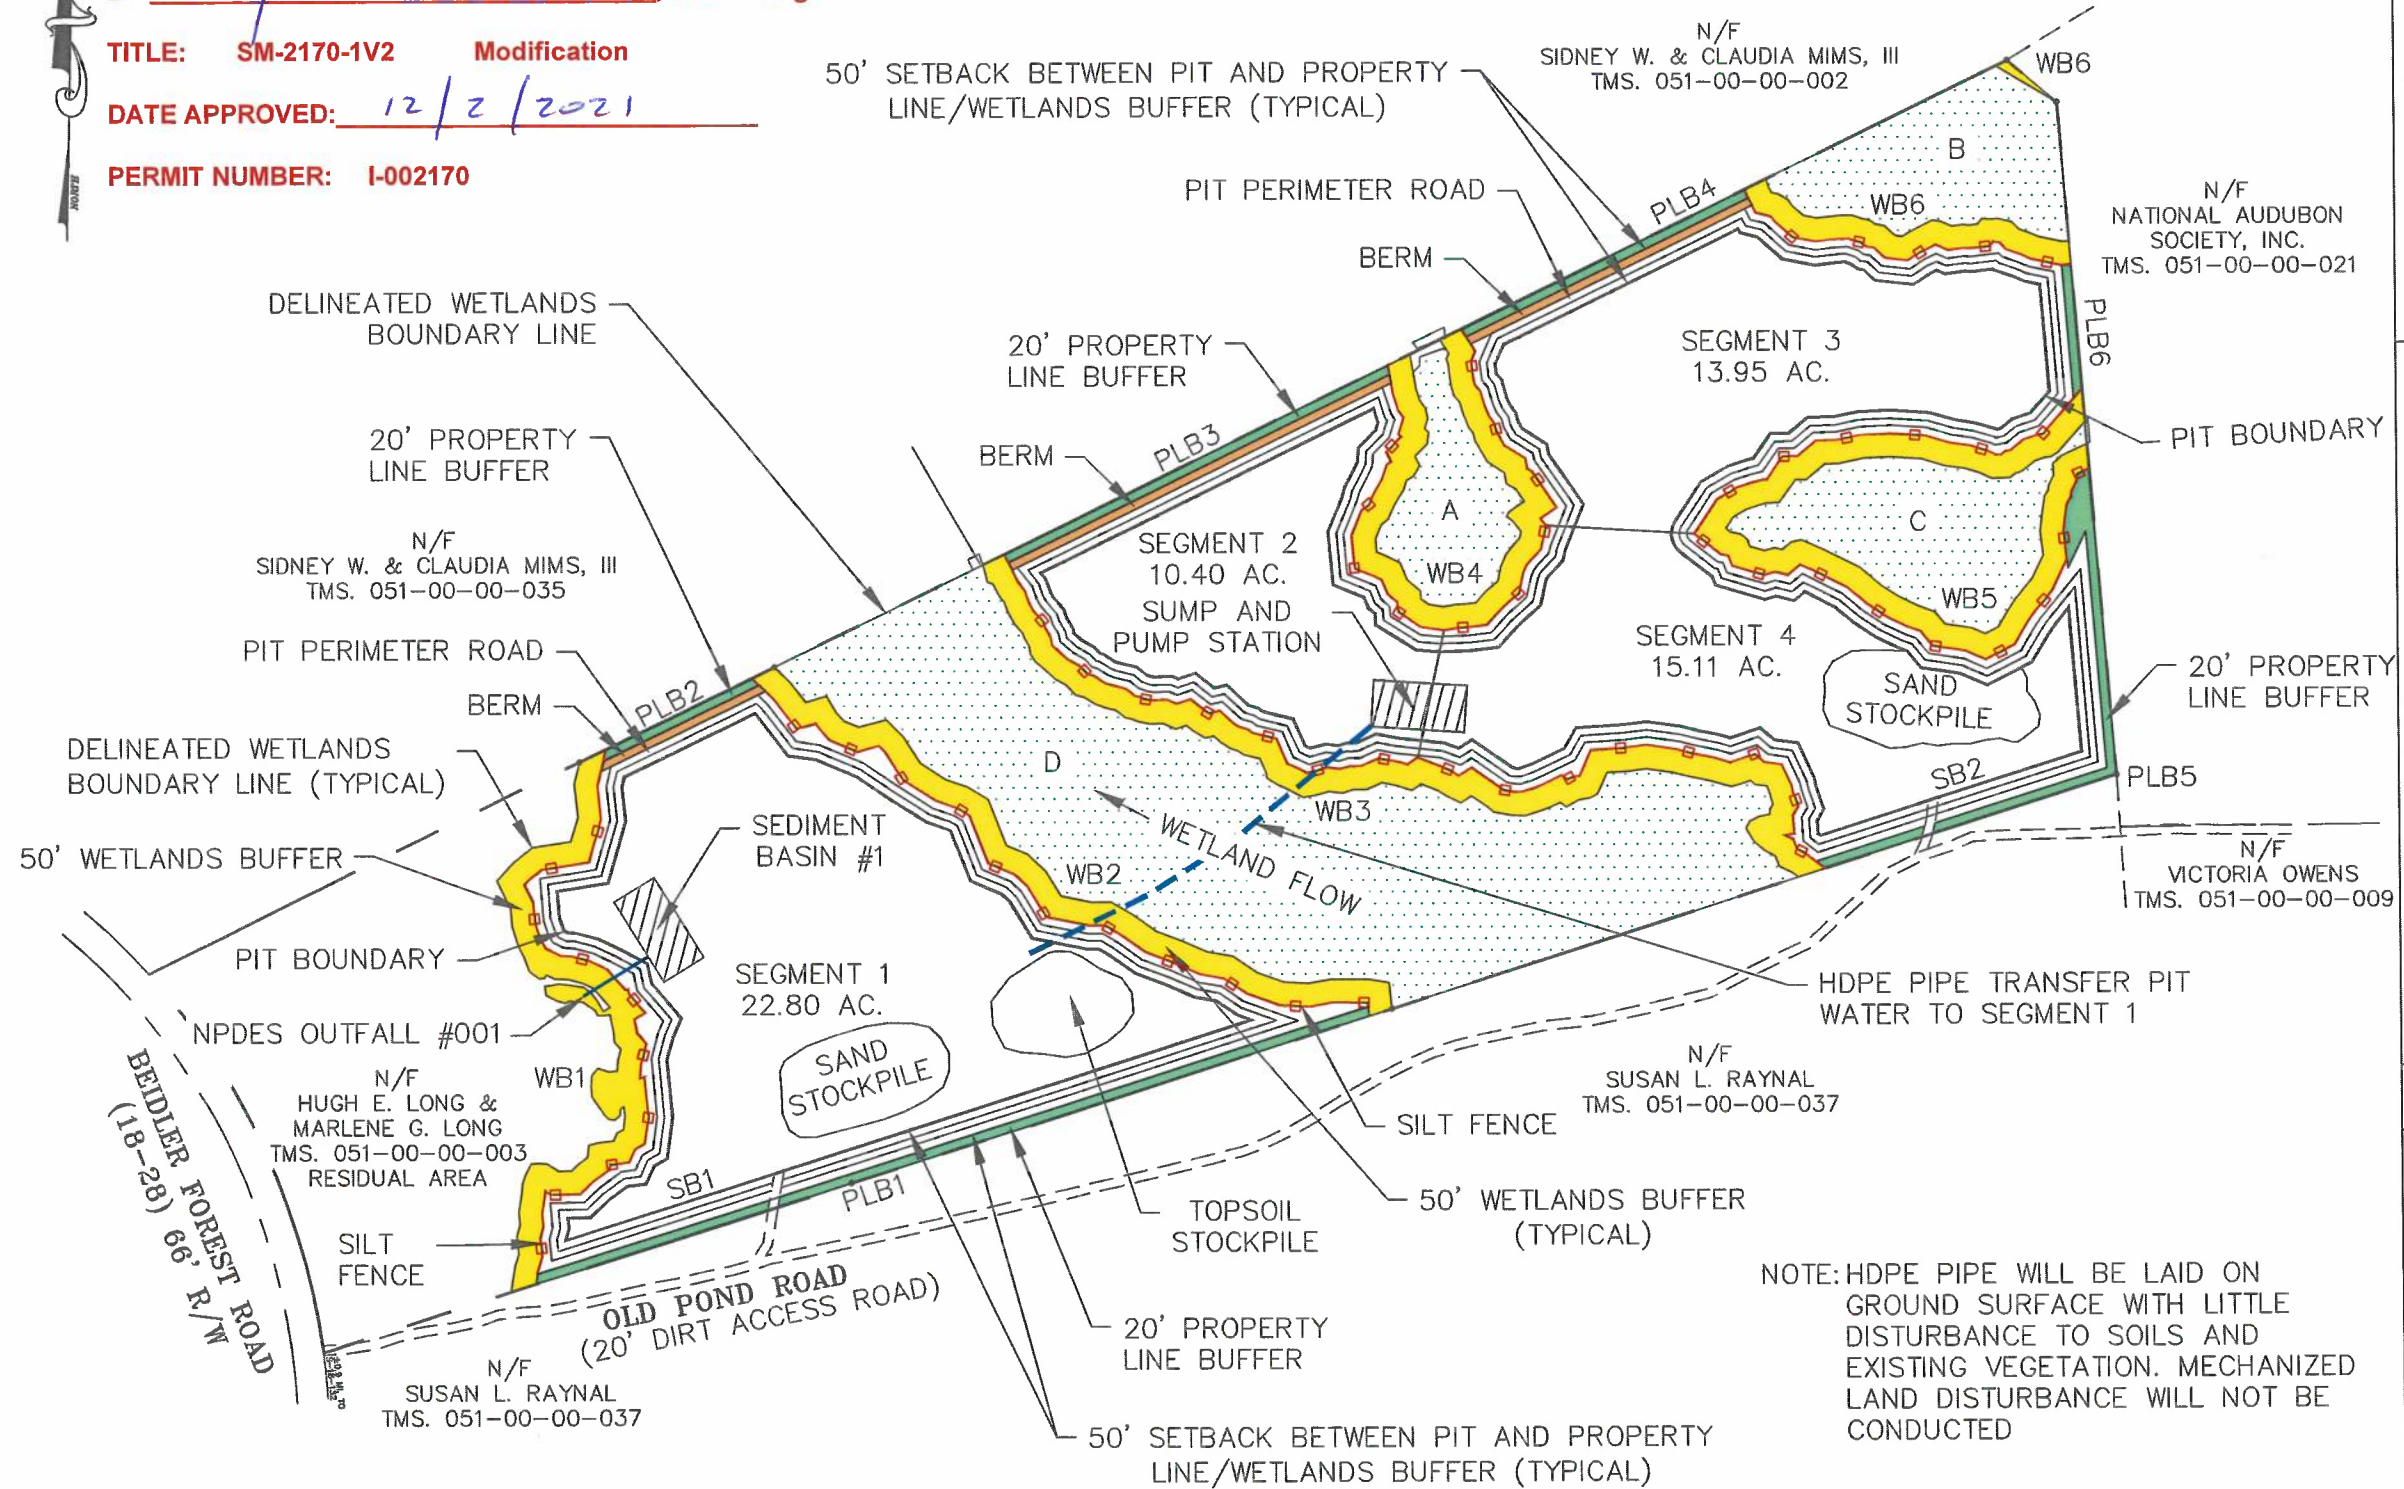 TITLE: SM-2170-1V2 Modification
DATE APPROVED: 12/2/2021
PERMIT NUMBER: I-002170
N/F
SIDNEY W. & CLAUDIA MIMS, III
TMS. 051-00-00-002
WB6
50' SETBACK BETWEEN PIT AND PROPERTY
LINE/WETLANDS BUFFER (TYPICAL)
B
PIT PERIMETER ROAD
PLB4
WB6
N/F
NATIONAL AUDUBON
SOCIETY, INC.
TMS. 051-00-00-021
BERM
DELINEATED WETLANDS
BOUNDARY LINE
20' PROPERTY
LINE BUFFER
SEGMENT 3
13.95 AC.
PLB6
20' PROPERTY
LINE BUFFER
BERM
PLB3
PIT BOUNDARY
A
C
N/F
SIDNEY W. & CLAUDIA MIMS, III
TMS. 051-00-00-035
SEGMENT 2
10.40 AC.
WB4
WB5
SUMP AND
PUMP STATION
SEGMENT 4
15.11 AC.
PIT PERIMETER ROAD
BERM
PLB2
SAND
STOCKPILE
20' PROPERTY
LINE BUFFER
DELINEATED WETLANDS
BOUNDARY LINE (TYPICAL)
D
SB2
PLB5
WB3
WETLAND FLOW
SEDIMENT
BASIN #1
50' WETLANDS BUFFER
WB2
N/F
VICTORIA OWENS
TMS. 051-00-00-009
PIT BOUNDARY
SEGMENT 1
22.80 AC.
HDPE PIPE TRANSFER PIT
WATER TO SEGMENT 1
NPDES OUTFALL #001
SAND
STOCKPILE
WB1
N/F
HUGH E. LONG &
MARLENE G. LONG
TMS. 051-00-00-003
RESIDUAL AREA
N/F
SUSAN L. RAYNAL
TMS. 051-00-00-037
SILT FENCE
SB1
PLB1
TOPSOIL
STOCKPILE
50' WETLANDS BUFFER
(TYPICAL)
BEIDLER FOREST ROAD
(18-28) 66' R/W
SILT
FENCE
OLD POND ROAD
(20' DIRT ACCESS ROAD)
20' PROPERTY
LINE BUFFER
N/F
SUSAN L. RAYNAL
TMS. 051-00-00-037
50' SETBACK BETWEEN PIT AND PROPERTY
LINE/WETLANDS BUFFER (TYPICAL)
NOTE: HDPE PIPE WILL BE LAID ON
GROUND SURFACE WITH LITTLE
DISTURBANCE TO SOILS AND
EXISTING VEGETATION. MECHANIZED
LAND DISTURBANCE WILL NOT BE
CONDUCTED